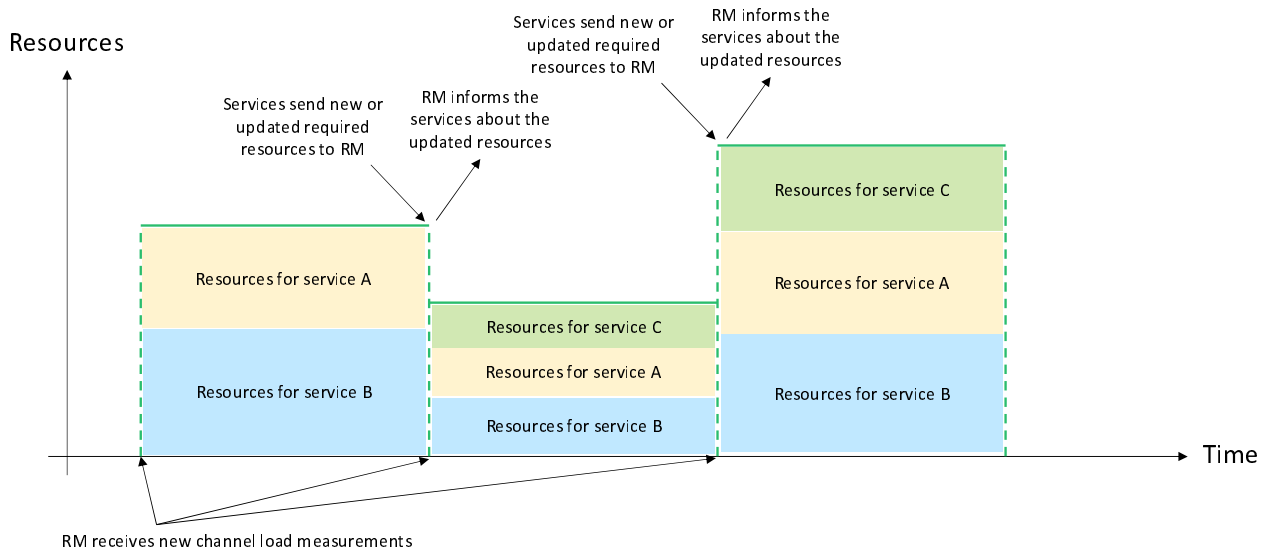 Resources
Services send new or
updated required
resources to RM
RM informs the
services about the
updated resources
Services send new or
updated required
resources to RM
RM informs the
services about the
updated resources
Resources for service A
Resources for service B
Resources for service C
Resources for service A
Resources for service B
Resources for service C
Resources for service A
Resources for service B
Time
RM receives new channel load measurements